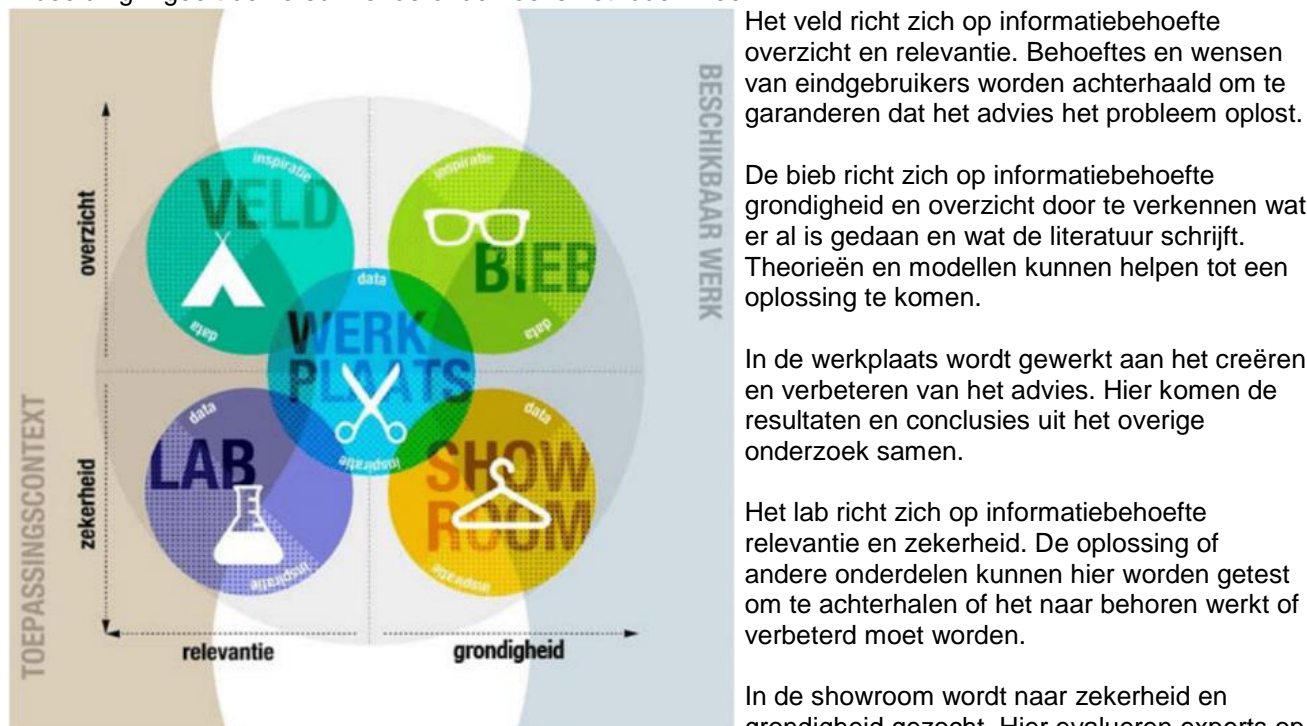 Het veld richt zich op informatiebehoefte
overzicht en relevantie. Behoeftes en wensen
van eindgebruikers worden achterhaald om te
garanderen dat het advies het probleem oplost.
De bieb richt zich op informatiebehoefte
grondigheid en overzicht door te verkennen wat
er al is gedaan en wat de literatuur schrijft.
Theorieën en modellen kunnen helpen tot een
oplossing te komen.
In de werkplaats wordt gewerkt aan het creëren
en verbeteren van het advies. Hier komen de
resultaten en conclusies uit het overige
onderzoek samen.
Het lab richt zich op informatiebehoefte
relevantie en zekerheid. De oplossing of
andere onderdelen kunnen hier worden getest
om te achterhalen of het naar behoren werkt of
verbeterd moet worden.
In de showroom wordt naar zekerheid en
grondigheid gezocht. Hier evalueren experts op
TOEPASSINGSCONTEXT
BESCHIKBAAR WERK
overzicht
zekerheid
relevantie
grondigheid
inspiratie
VELD
data
inspiratie
BIEB
data
data
WERK
PLAATS
inspiratie
data
LAB
inspiratie
data
SHOW
ROOM
inspiratie